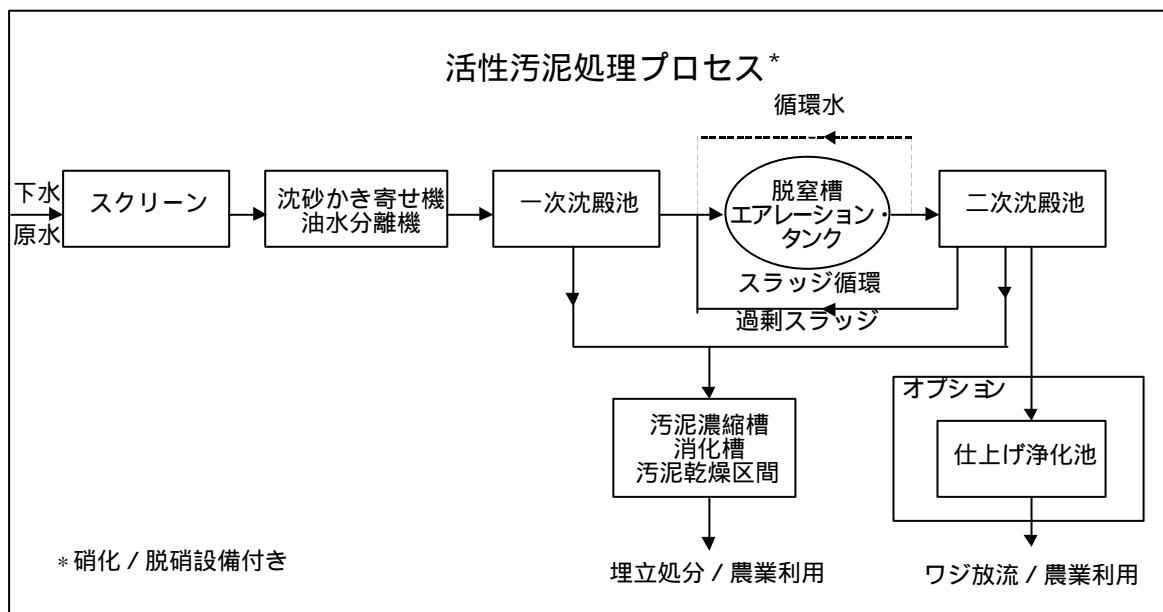 活性汚泥処理プロセス*
循環水
下水
原水
スクリーン
沈砂かき寄せ機
油水分離機
一次沈殿池
脱窒槽
エアレーション・
タンク
二次沈殿池
スラッジ循環
過剰スラッジ
汚泥濃縮槽
消化槽
汚泥乾燥区間
オプション
仕上げ浄化池
* 硝化 / 脱硝設備付き
埋立処分 / 農業利用
ワジ放流 / 農業利用